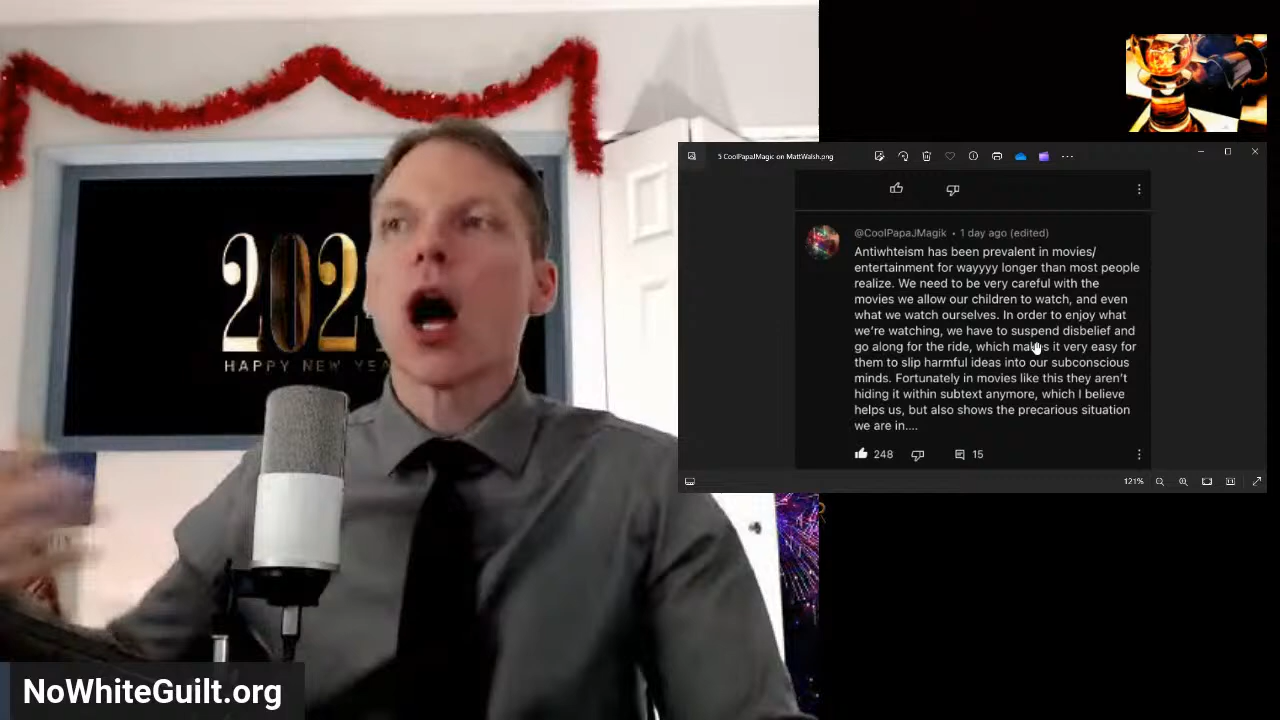 202
HAPPY NEW YEA
5 CoolPapaJMagic on MattWalsh.png
@CoolPapaJMagik • 1 day ago (edited)
Antiwhteism has been prevalent in movies/
entertainment for wayyyy longer than most people
realize. We need to be very careful with the
movies we allow our children to watch, and even
what we watch ourselves. In order to enjoy what
we're watching, we have to suspend disbelief and
go along for the ride, which makes it very easy for
them to slip harmful ideas into our subconscious
minds. Fortunately in movies like this they aren't
hiding it within subtext anymore, which I believe
helps us, but also shows the precarious situation
we are in....
248 15
121%
NoWhiteGuilt.org